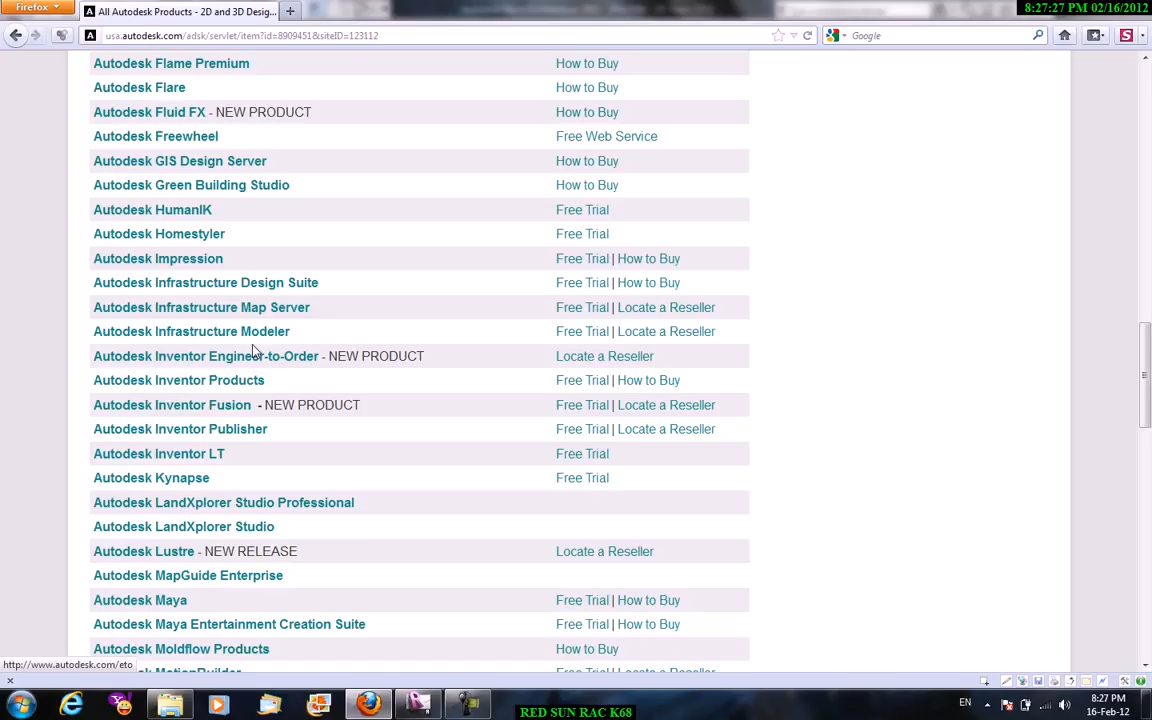 Firefox
All Autodesk Products - 2D and 3D Desig...
8:27:27 PM 02/16/2012
usa.autodesk.com/adsk/servlet/item?id=8909451&siteID=123112
Google
Autodesk Flame Premium How to Buy
Autodesk Flare How to Buy
Autodesk Fluid FX - NEW PRODUCT How to Buy
Autodesk Freewheel Free Web Service
Autodesk GIS Design Server How to Buy
Autodesk Green Building Studio How to Buy
Autodesk HumanIK Free Trial
Autodesk Homestyler Free Trial
Autodesk Impression Free Trial | How to Buy
Autodesk Infrastructure Design Suite Free Trial | How to Buy
Autodesk Infrastructure Map Server Free Trial | Locate a Reseller
Autodesk Infrastructure Modeler Free Trial | Locate a Reseller
Autodesk Inventor Engineer-to-Order - NEW PRODUCT Locate a Reseller
Autodesk Inventor Products Free Trial | How to Buy
Autodesk Inventor Fusion - NEW PRODUCT Free Trial | Locate a Reseller
Autodesk Inventor Publisher Free Trial | Locate a Reseller
Autodesk Inventor LT Free Trial
Autodesk Kynapse Free Trial
Autodesk LandXplorer Studio Professional
Autodesk LandXplorer Studio
Autodesk Lustre - NEW RELEASE Locate a Reseller
Autodesk MapGuide Enterprise
Autodesk Maya Free Trial | How to Buy
Autodesk Maya Entertainment Creation Suite Free Trial | How to Buy
Autodesk Moldflow Products How to Buy
http://www.autodesk.com/eto
Autodesk MotionBuilder Free Trial | Locate a Reseller
EN
8:27 PM
16-Feb-12
RED SUN RAC K68